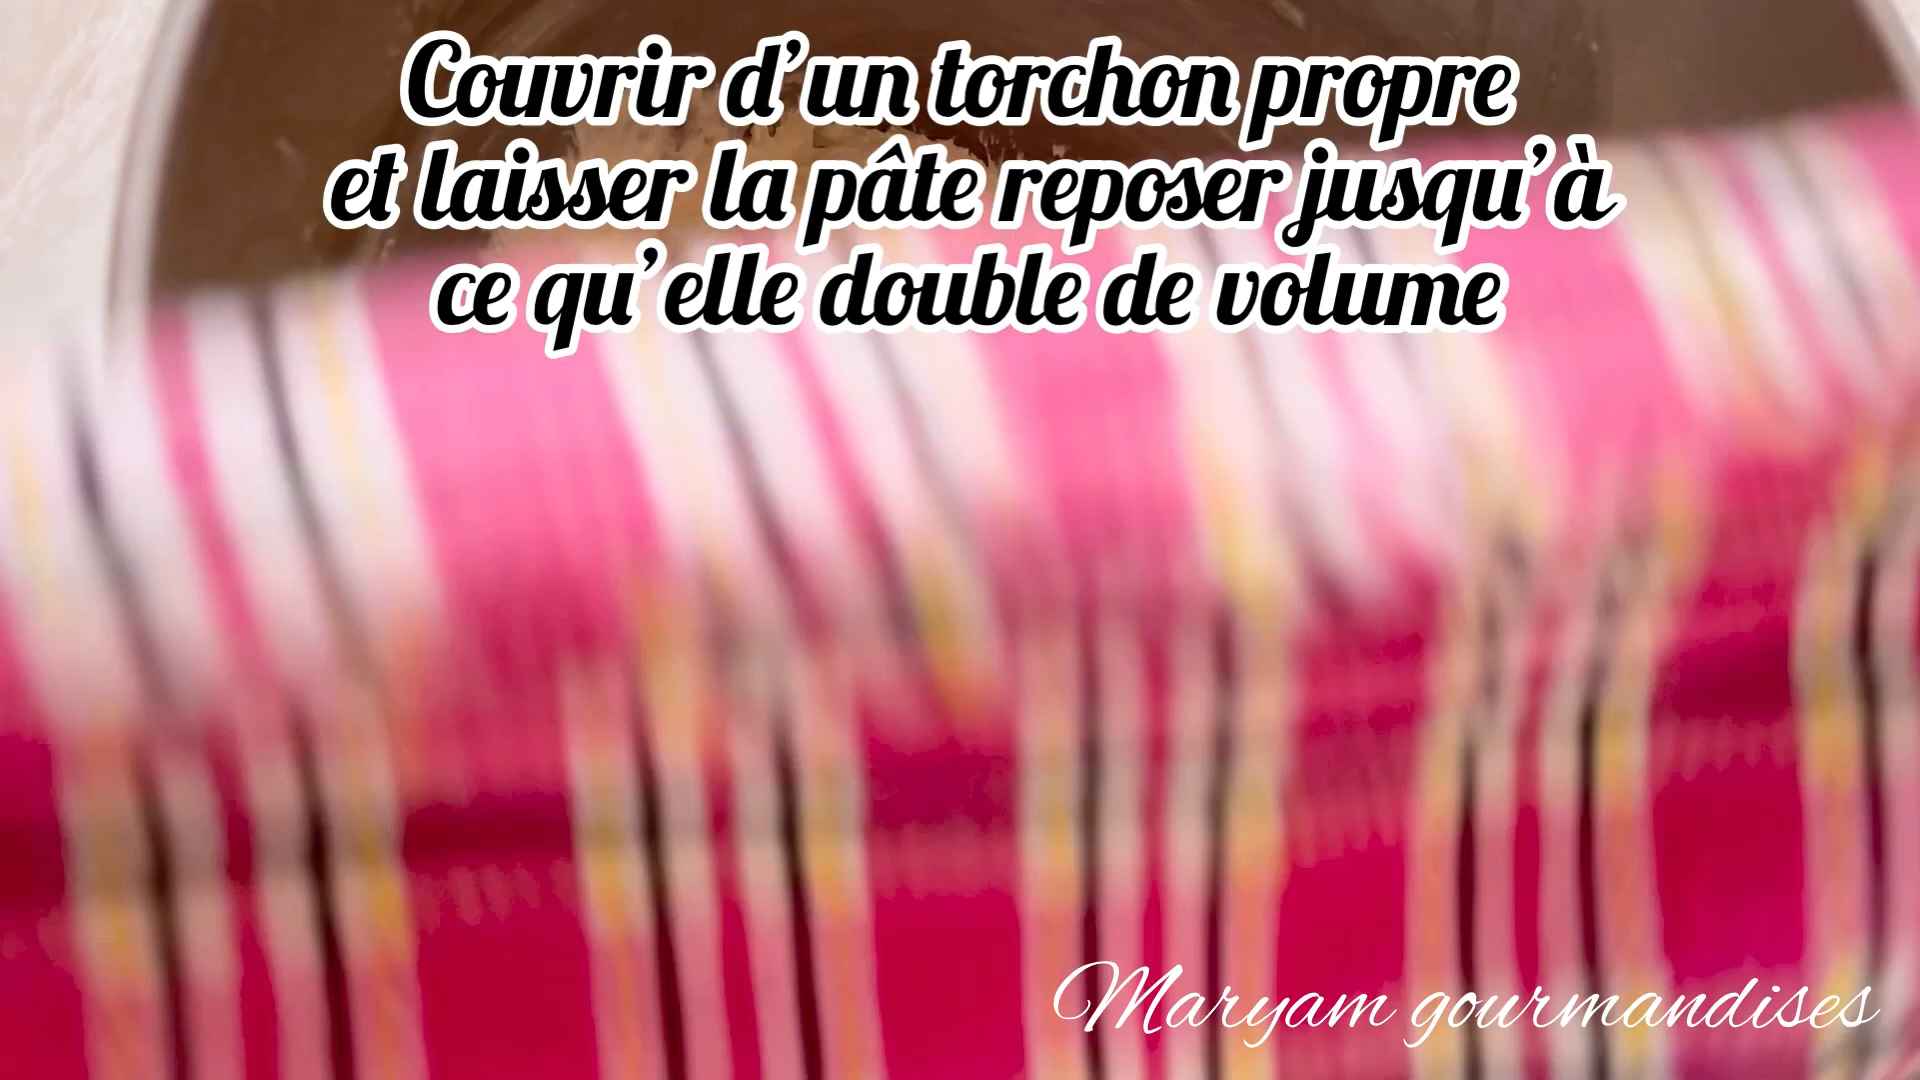 Couvrir d’un torchon propre
et laisser la pâte reposer jusqu’à
ce qu’elle double de volume
Maryam gourmandises